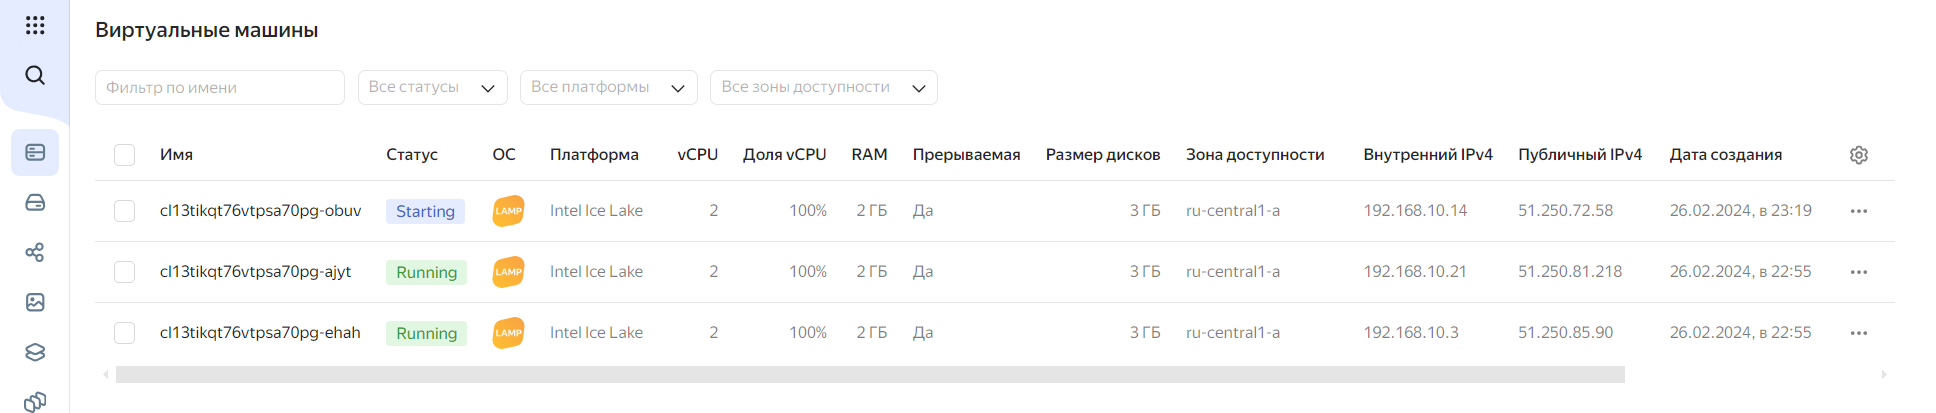 Виртуальные машины
Фильтр по имени Все статусы Все платформы Все зоны доступности
Имя Статус ОС Платформа vCPU Доля vCPU RAM Прерываемая Размер дисков Зона доступности Внутренний IPv4 Публичный IPv4 Дата создания
cl13tikqt76vtpsa70pg-obuv Starting LAMP Intel Ice Lake 2 100% 2 ГБ Да 3 ГБ ru-central1-a 192.168.10.14 51.250.72.58 26.02.2024, в 23:19
cl13tikqt76vtpsa70pg-ajyt Running LAMP Intel Ice Lake 2 100% 2 ГБ Да 3 ГБ ru-central1-a 192.168.10.21 51.250.81.218 26.02.2024, в 22:55
cl13tikqt76vtpsa70pg-ehah Running LAMP Intel Ice Lake 2 100% 2 ГБ Да 3 ГБ ru-central1-a 192.168.10.3 51.250.85.90 26.02.2024, в 22:55